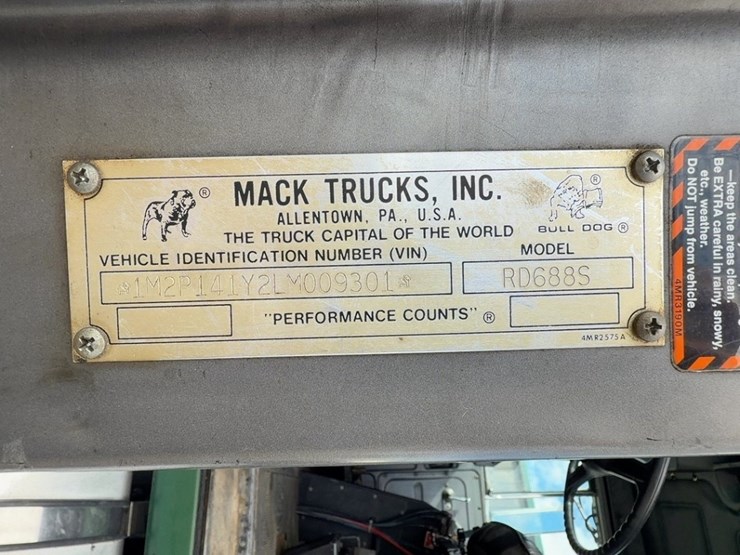 MACK TRUCKS, INC.
ALLENTOWN, PA., U.S.A.
THE TRUCK CAPITAL OF THE WORLD
BULL DOG ®
VEHICLE IDENTIFICATION NUMBER (VIN)
MODEL
*1M2P141Y2LM009301*
RD688S
"PERFORMANCE COUNTS" ®
4MR2575A
—keep the areas clean.
Be EXTRA careful in rainy, snowy,
etc., weather.
Do NOT jump from vehicle.
4MR3190M